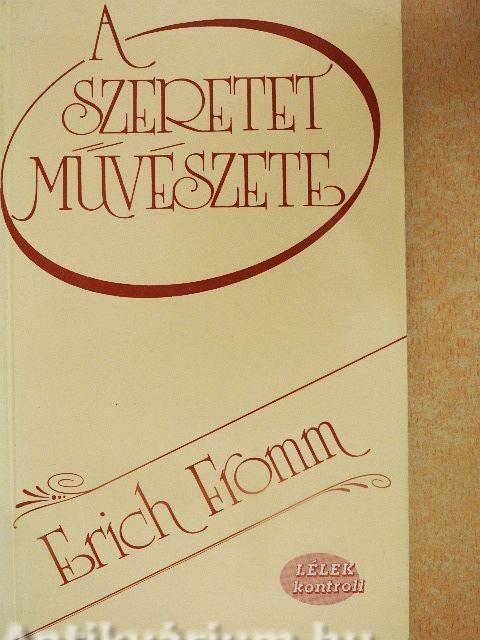 A
SZERETET
MŰVÉSZETE
Erich Fromm
LÉLEK
kontroll
Antikvárium.hu